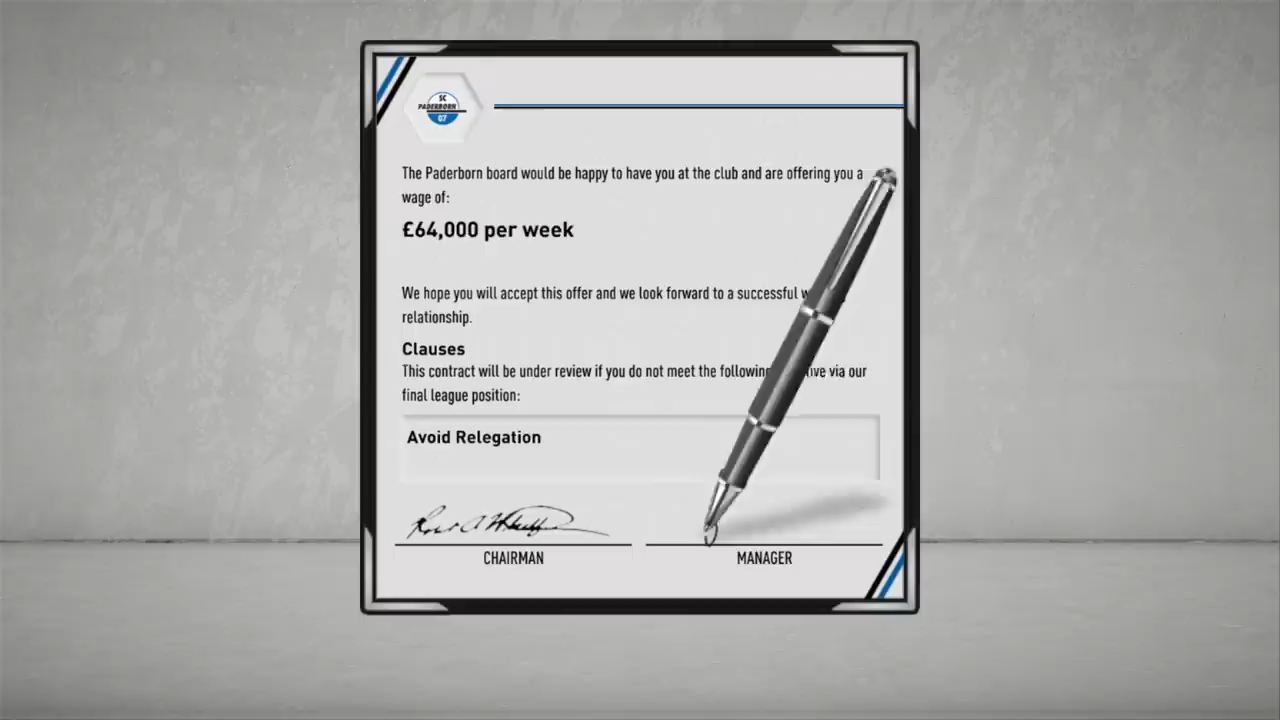 SC
PADERBORN
07
The Paderborn board would be happy to have you at the club and are offering you a
wage of:
£64,000 per week
We hope you will accept this offer and we look forward to a successful
relationship.
Clauses
This contract will be under review if you do not meet the following via our
final league position:
Avoid Relegation
CHAIRMAN
MANAGER